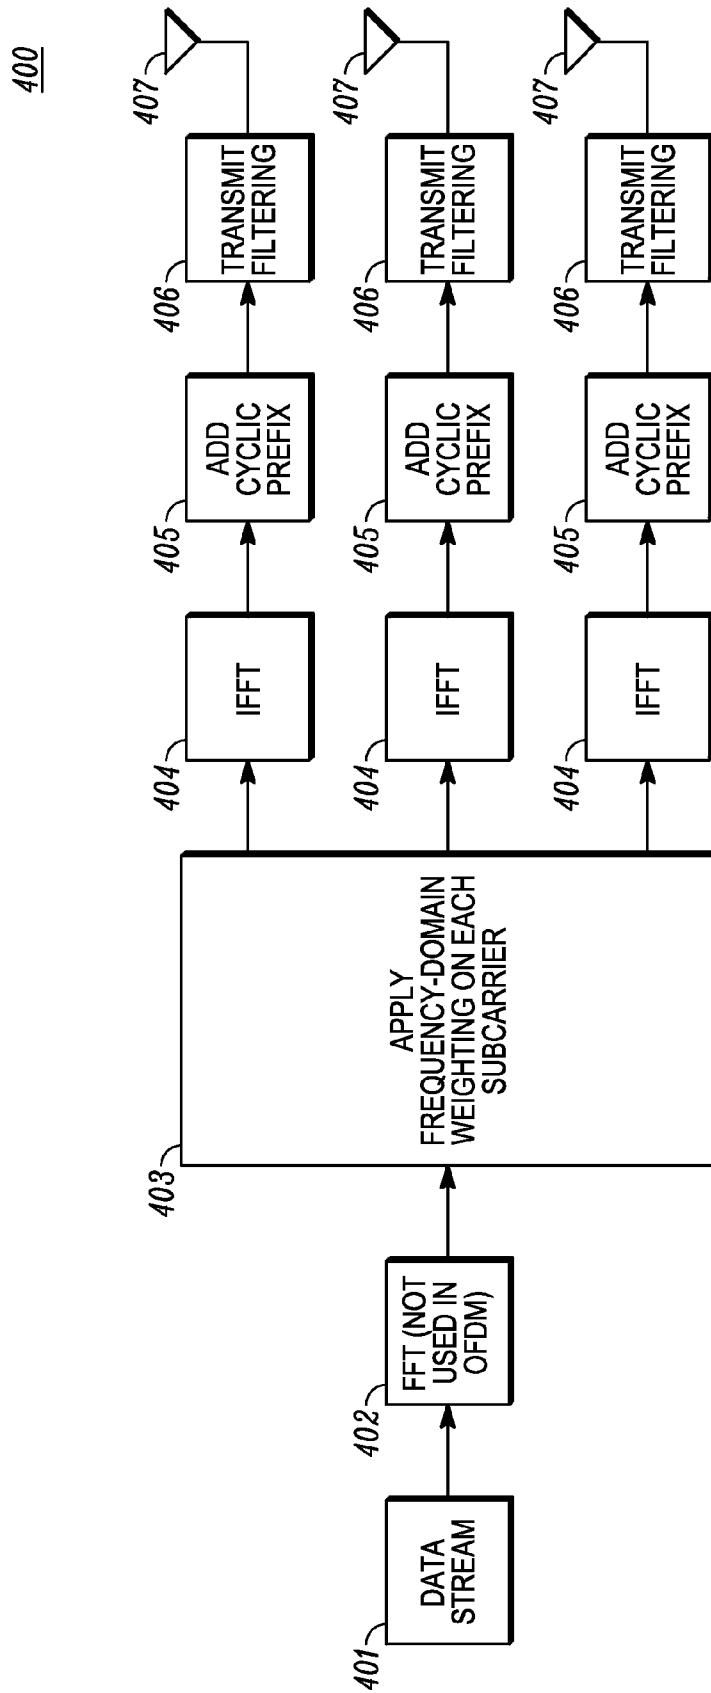 400
401
DATA
STREAM
402
FFT (NOT
USED IN
OFDM)
403
APPLY
FREQUENCY-DOMAIN
WEIGHTING ON EACH
SUBCARRIER
404
IFFT
405
ADD
CYCLIC
PREFIX
406
TRANSMIT
FILTERING
407
404
IFFT
405
ADD
CYCLIC
PREFIX
406
TRANSMIT
FILTERING
407
404
IFFT
405
ADD
CYCLIC
PREFIX
406
TRANSMIT
FILTERING
407